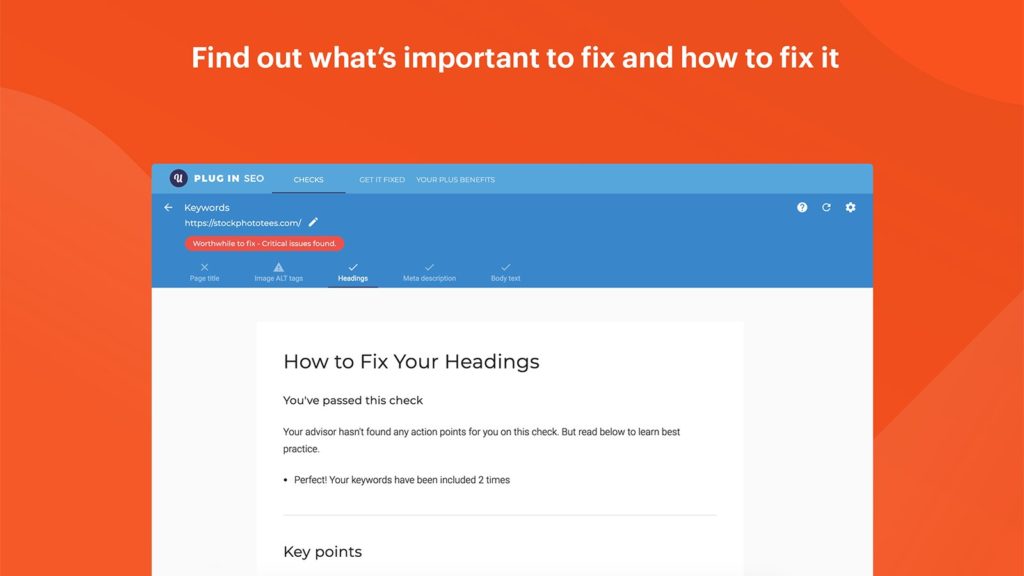 Find out what's important to fix and how to fix it
PLUG IN SEO
CHECKS
GET IT FIXED
YOUR PLUS BENEFITS
Keywords
https://stockphototees.com/
Worthwhile to fix - Critical issues found.
Page title
Image ALT tags
Headings
Meta description
Body text
How to Fix Your Headings
You've passed this check
Your advisor hasn't found any action points for you on this check. But read below to learn best
practice.
• Perfect! Your keywords have been included 2 times
Key points